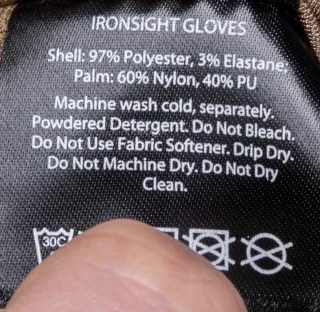 IRONSIGHT GLOVES
Shell: 97% Polyester, 3% Elastane;
Palm: 60% Nylon, 40% PU
Machine wash cold, separately.
Powdered Detergent. Do Not Bleach.
Do Not Use Fabric Softener. Drip Dry.
Do Not Machine Dry. Do Not Dry
Clean.
30C